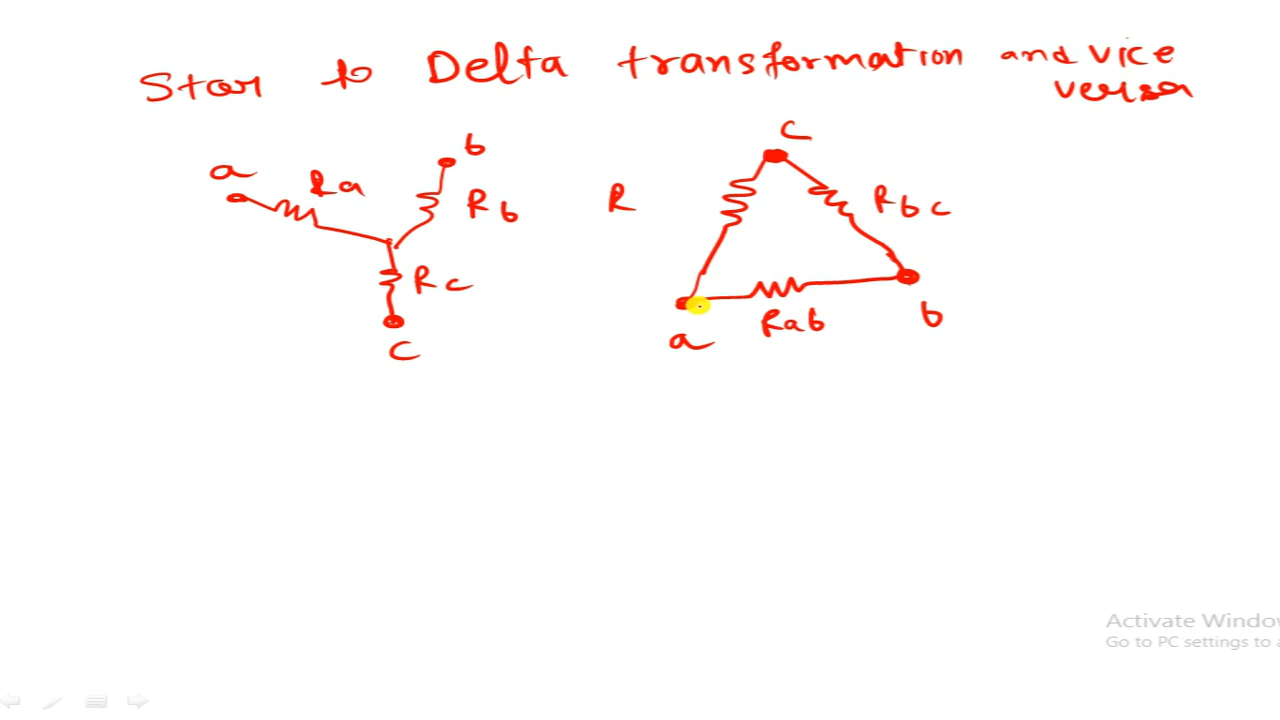 Star to Delta transformation and vice
versa
a
Ra
b
Rb
Rc
c
R
c
Rbc
a
Rab
b
Activate Window
Go to PC settings to a